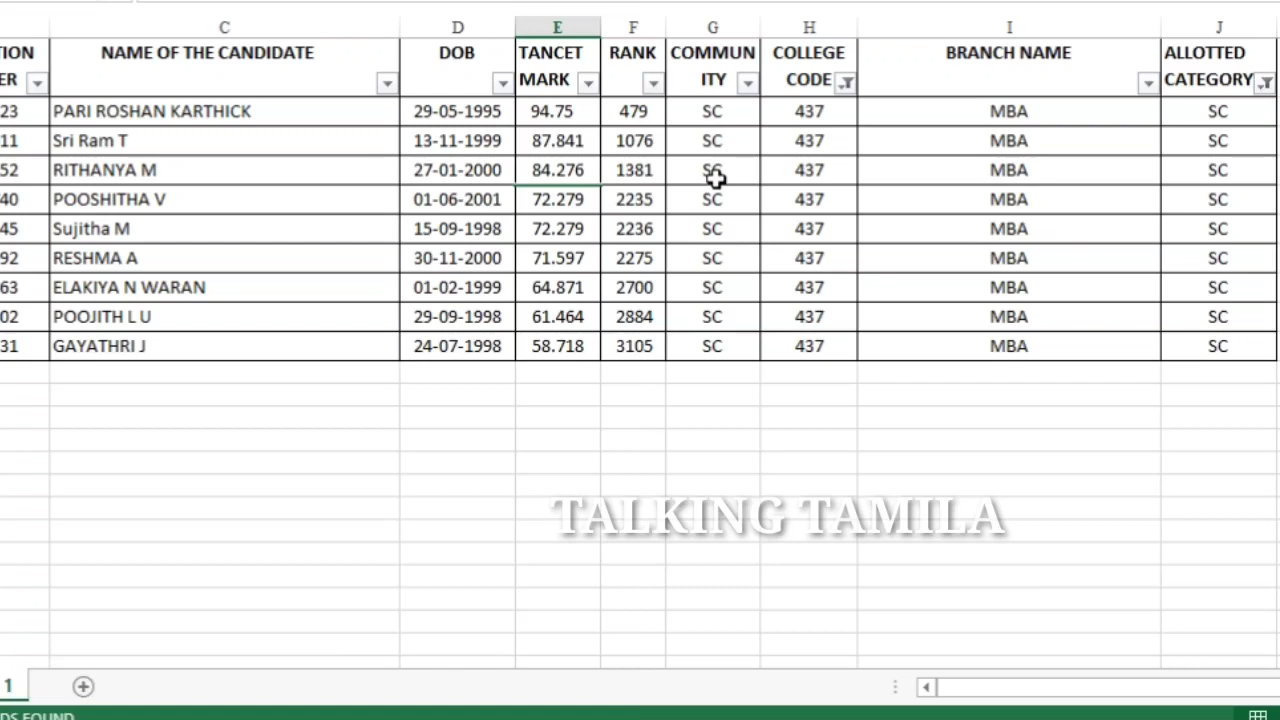 C D E F G H I J
TION NAME OF THE CANDIDATE DOB TANCET RANK COMMUN COLLEGE BRANCH NAME ALLOTTED
ER MARK ITY CODE CATEGORY
23 PARI ROSHAN KARTHICK 29-05-1995 94.75 479 SC 437 MBA SC
11 Sri Ram T 13-11-1999 87.841 1076 SC 437 MBA SC
52 RITHANYA M 27-01-2000 84.276 1381 SC 437 MBA SC
40 POOSHITHA V 01-06-2001 72.279 2235 SC 437 MBA SC
45 Sujitha M 15-09-1998 72.279 2236 SC 437 MBA SC
92 RESHMA A 30-11-2000 71.597 2275 SC 437 MBA SC
63 ELAKIYA N WARAN 01-02-1999 64.871 2700 SC 437 MBA SC
02 POOJITH L U 29-09-1998 61.464 2884 SC 437 MBA SC
31 GAYATHRI J 24-07-1998 58.718 3105 SC 437 MBA SC
TALKING TAMILA
1
DS FOUND